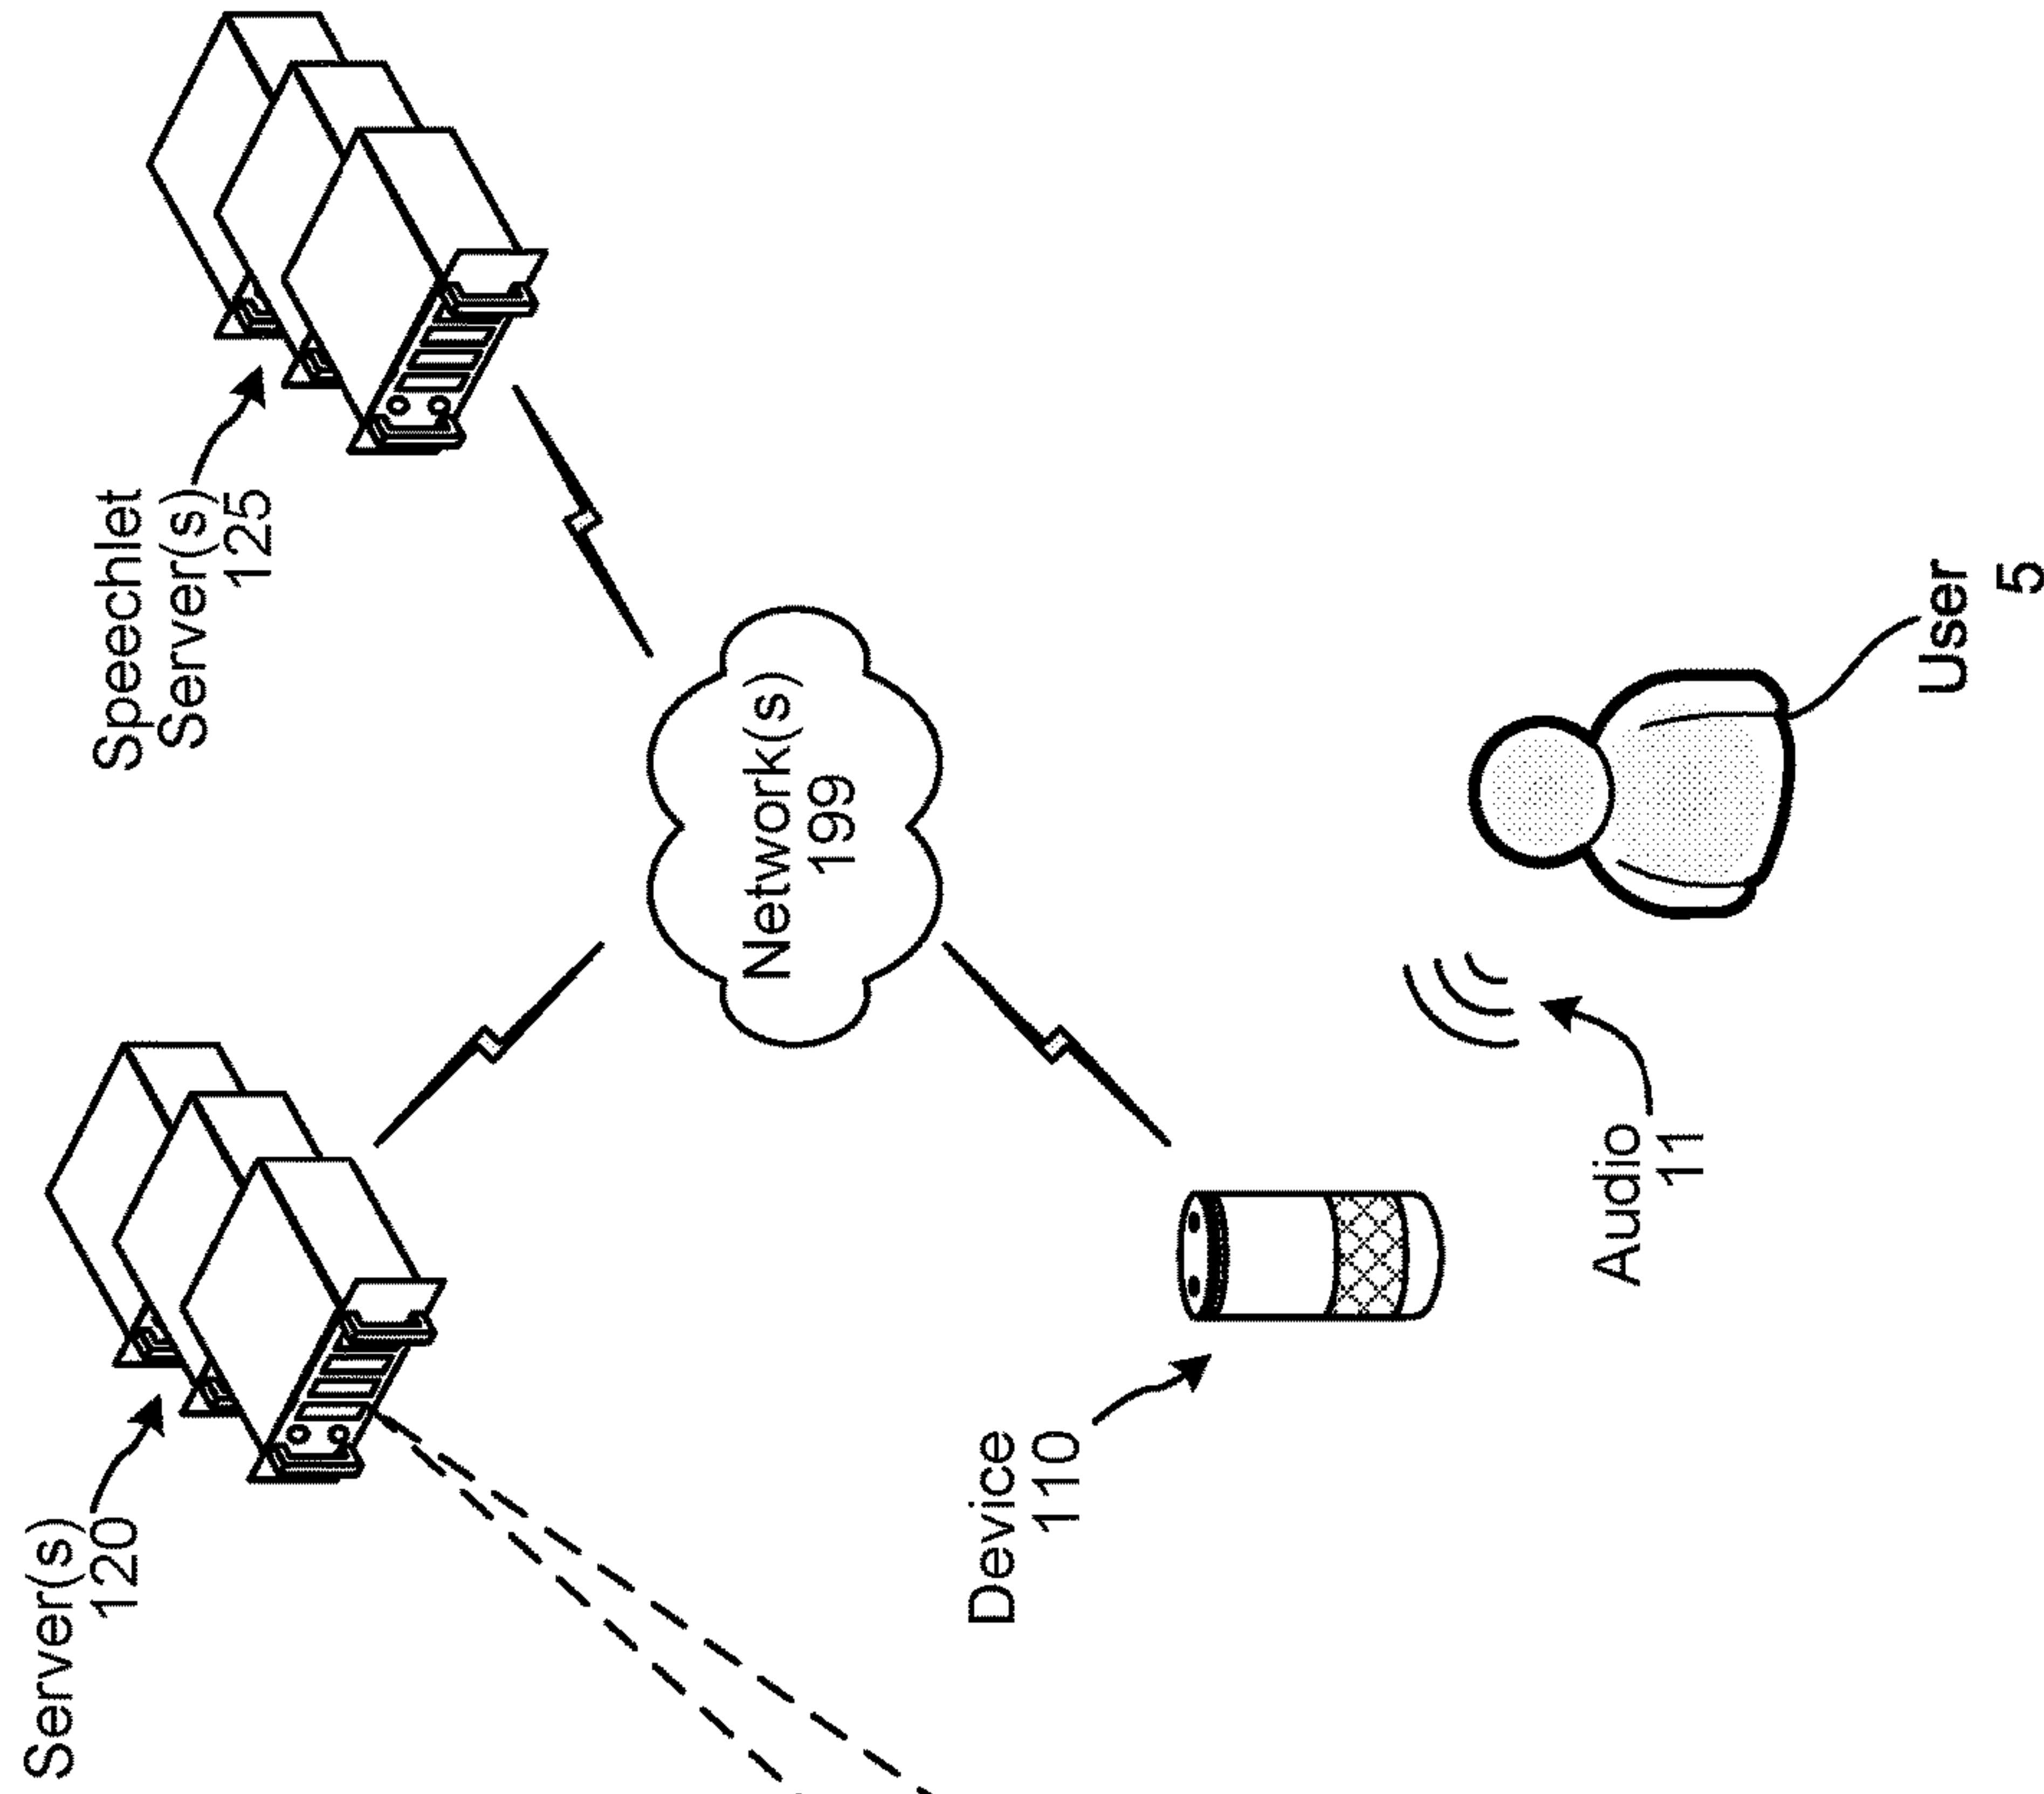 Server(s)
120
Speechlet
Server(s)
125
Network(s)
199
Device
110
Audio
11
User
5